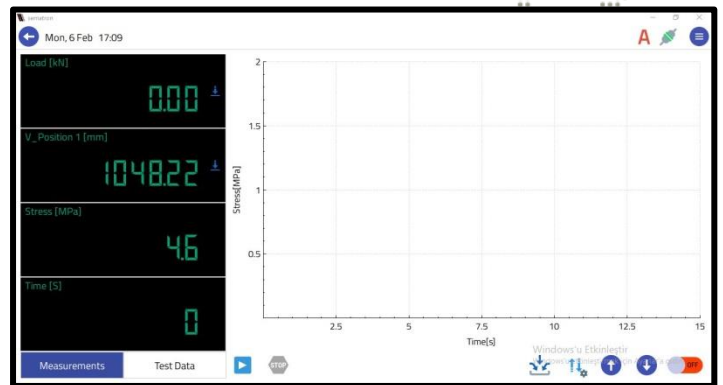 Mon, 6 Feb 17:09
A
Load [kN]
0.00
V_Position 1 [mm]
1048.22
Stress [MPa]
4.6
Time [S]
0
Measurements
Test Data
Stress[MPa]
2
1.5
1
0.5
2.5
5
7.5
10
12.5
15
Time[s]
STOP
Windows'u Etkinleştir
OFF